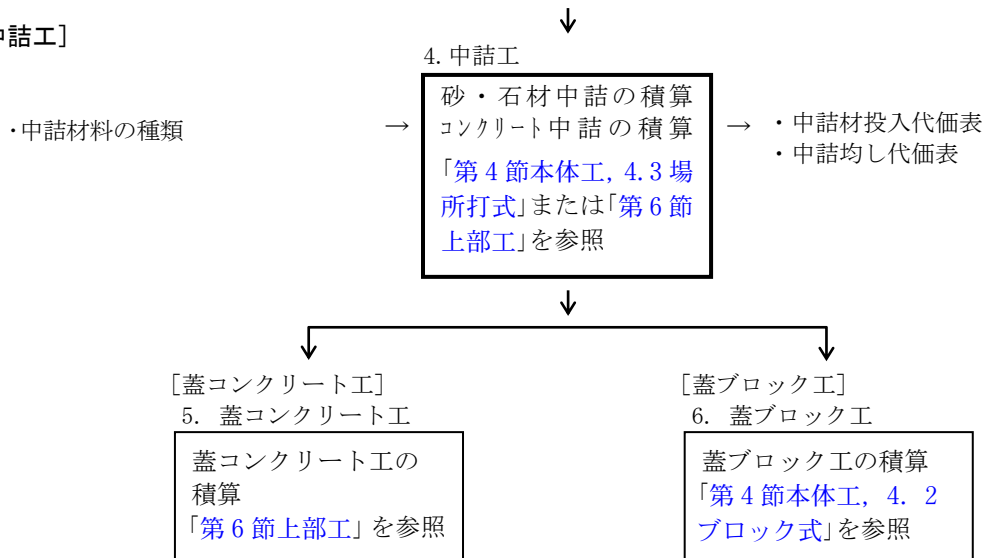 中詰工]
4.中詰工
・中詰材料の種類
→
砂・石材中詰の積算
コンクリート中詰の積算
「第4節本体工,4.3場
所打式」または「第6節
上部工」を参照
→
・中詰材投入代価表
・中詰均し代価表
[蓋コンクリート工]
5. 蓋コンクリート工
蓋コンクリート工の
積算
「第6節上部工」を参照
[蓋ブロック工]
6. 蓋ブロック工
蓋ブロック工の積算
「第4節本体工, 4. 2
ブロック式」を参照